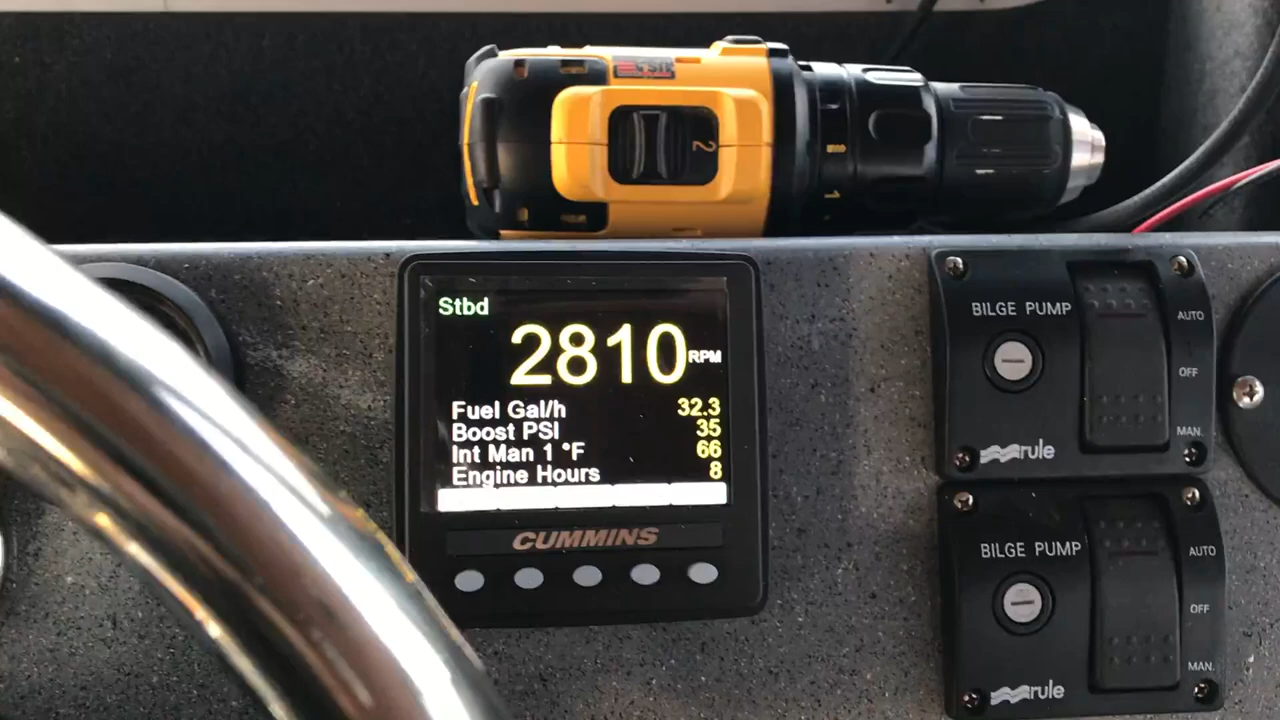 2
1
Stbd
2810 RPM
Fuel Gal/h 32.3
Boost PSI 35
Int Man 1 °F 66
Engine Hours 8
CUMMINS
BILGE PUMP
AUTO
OFF
MAN.
rule
BILGE PUMP
AUTO
OFF
MAN.
rule